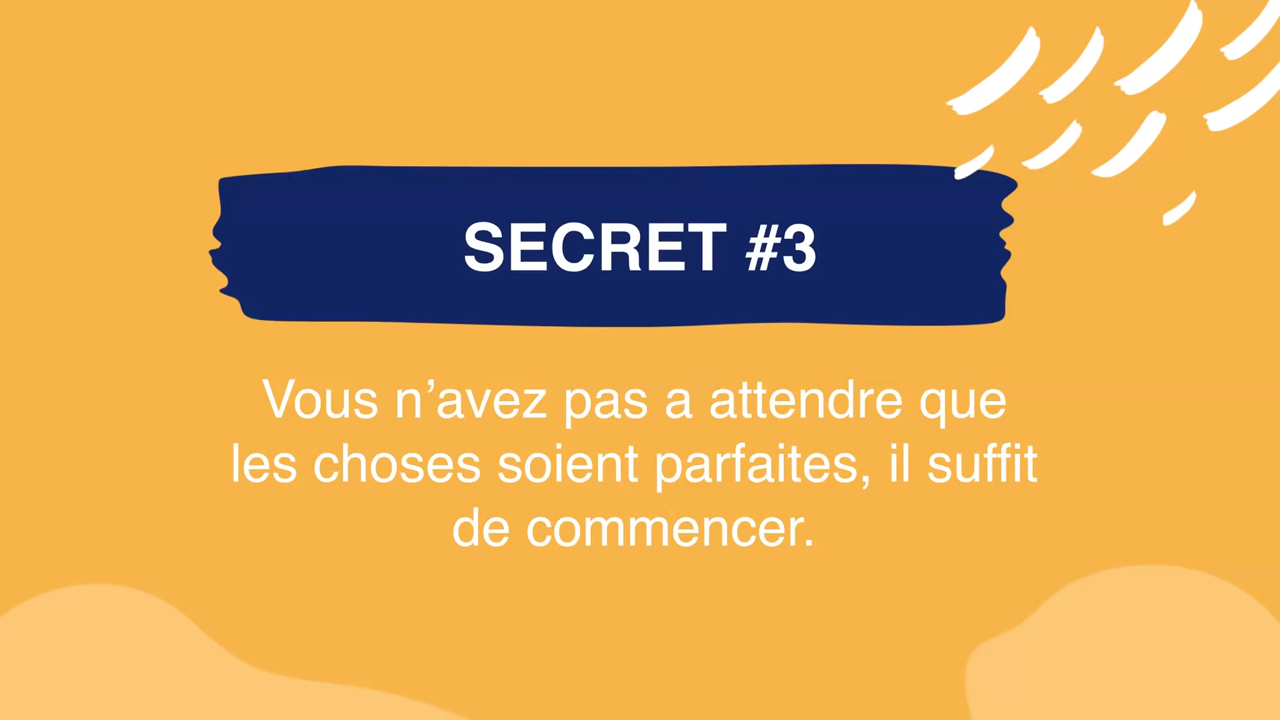 SECRET #3
Vous n’avez pas a attendre que
les choses soient parfaites, il suffit
de commencer.